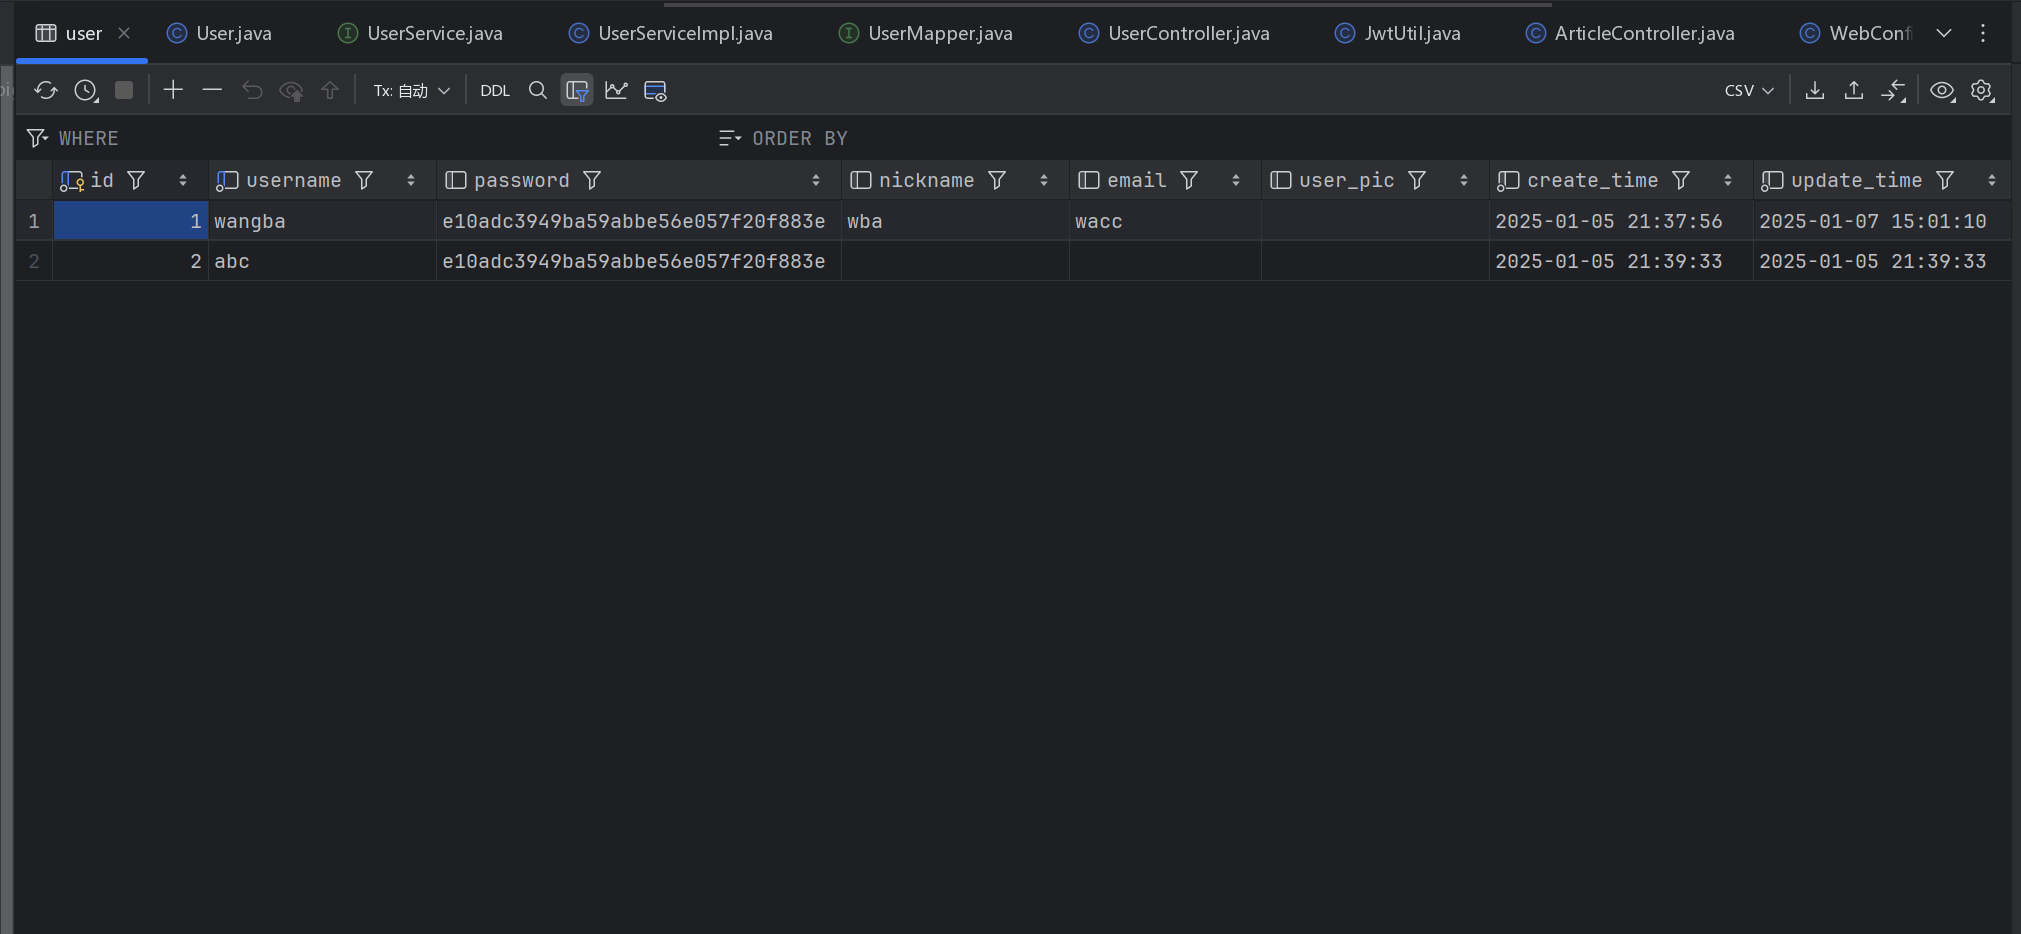 user User.java UserService.java UserServiceImpl.java UserMapper.java UserController.java JwtUtil.java ArticleController.java WebConf
Tx: 自动 DDL CSV
WHERE ORDER BY
id username password nickname email user_pic create_time update_time
1 1 wangba e10adc3949ba59abbe56e057f20f883e wba wacc 2025-01-05 21:37:56 2025-01-07 15:01:10
2 2 abc e10adc3949ba59abbe56e057f20f883e 2025-01-05 21:39:33 2025-01-05 21:39:33